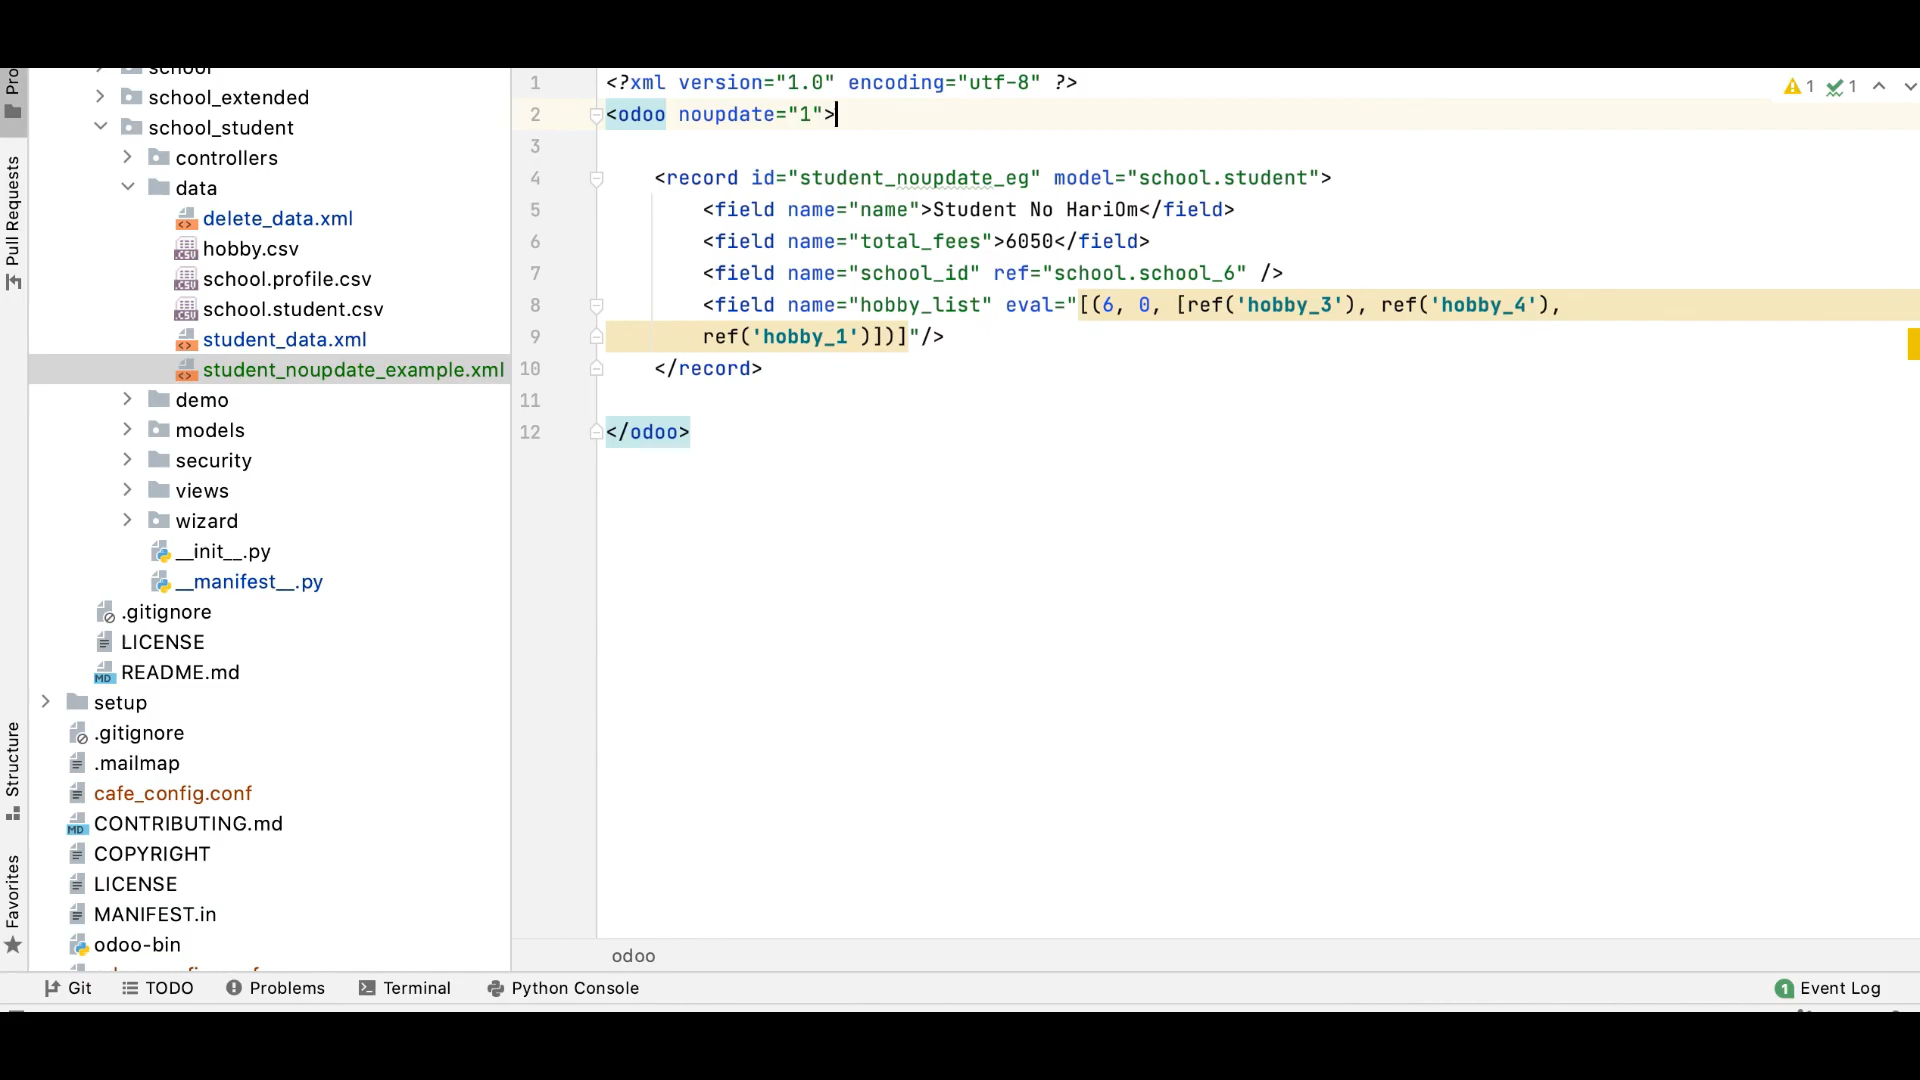 Pro
Pull Requests
Structure
Favorites
school
school_extended
school_student
controllers
data
delete_data.xml
hobby.csv
school.profile.csv
school.student.csv
student_data.xml
student_noupdate_example.xml
demo
models
security
views
wizard
__init__.py
__manifest__.py
.gitignore
LICENSE
README.md
setup
.gitignore
.mailmap
cafe_config.conf
CONTRIBUTING.md
COPYRIGHT
LICENSE
MANIFEST.in
odoo-bin
1 <?xml version="1.0" encoding="utf-8" ?>
2 <odoo noupdate="1">
3
4 <record id="student_noupdate_eg" model="school.student">
5 <field name="name">Student No HariOm</field>
6 <field name="total_fees">6050</field>
7 <field name="school_id" ref="school.school_6" />
8 <field name="hobby_list" eval="[(6, 0, [ref('hobby_3'), ref('hobby_4'),
9 ref('hobby_1')])]"/>
10 </record>
11
12 </odoo>
1 1
odoo
Git TODO Problems Terminal Python Console 1 Event Log